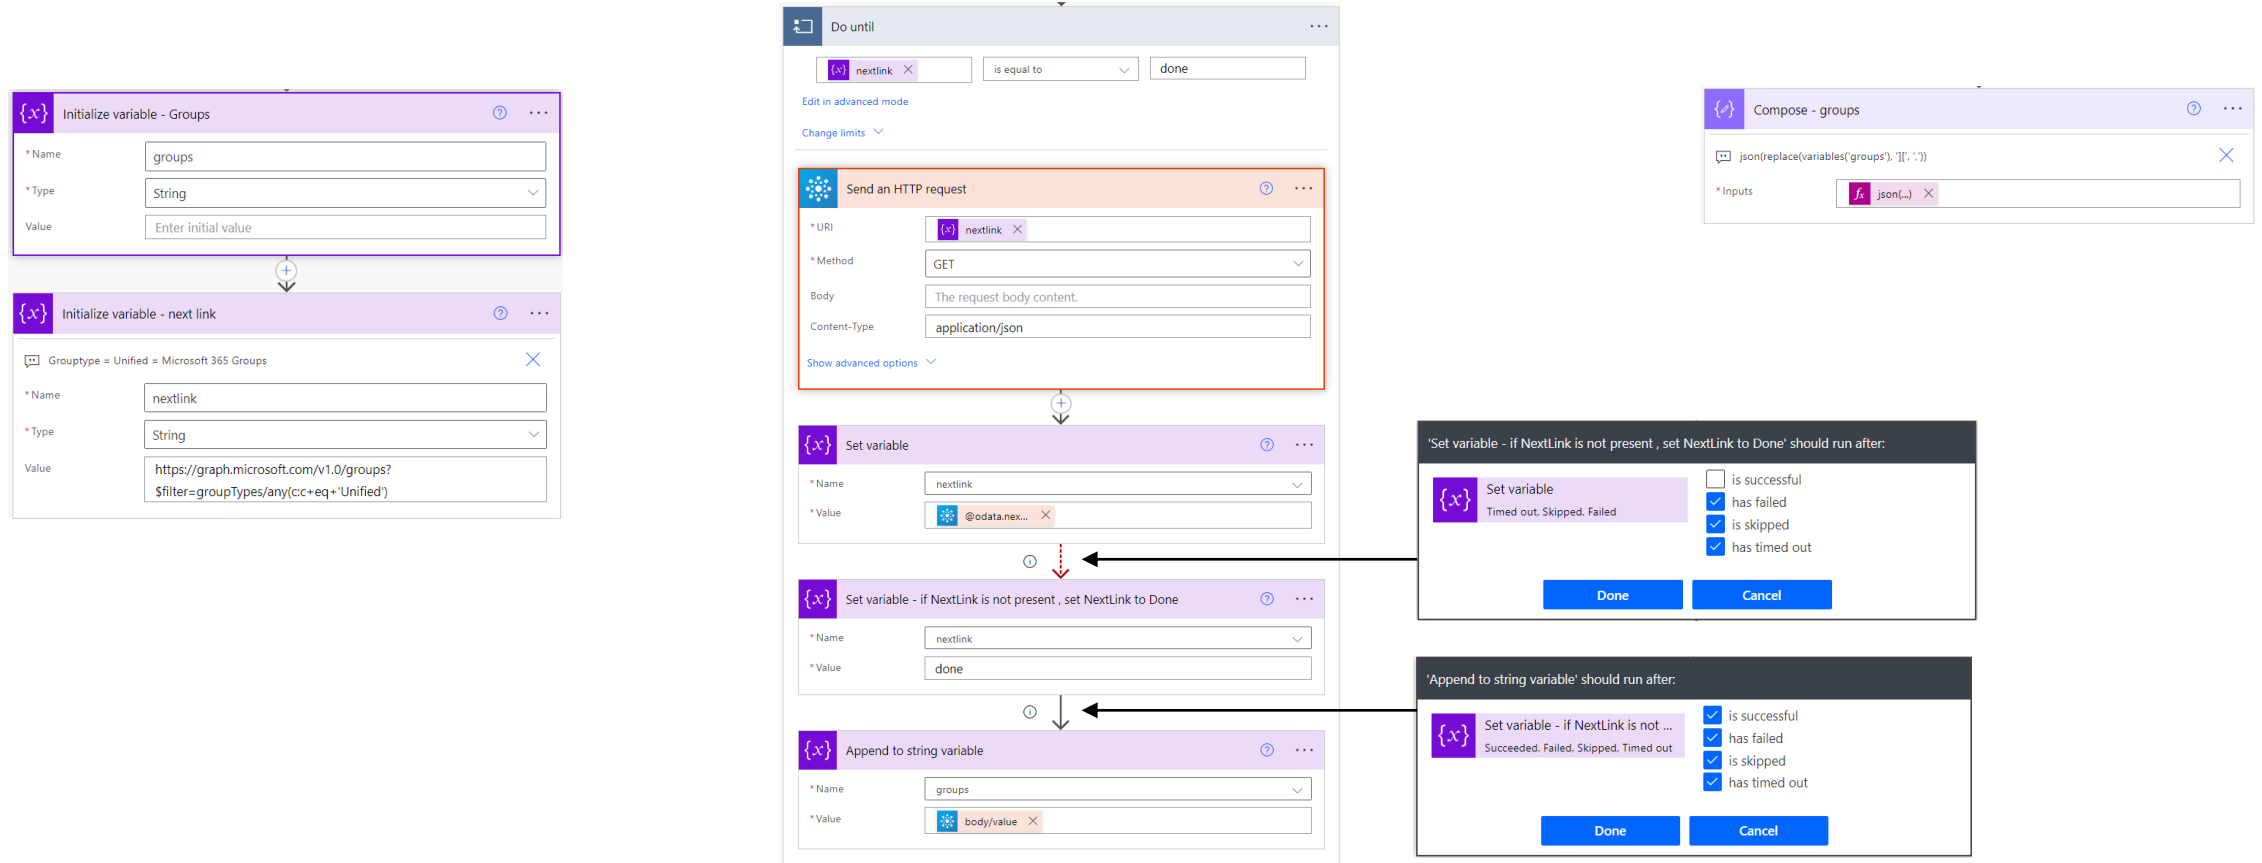 Initialize variable - Groups
* Name
groups
* Type
String
Value
Enter initial value
Initialize variable - next link
Grouptype = Unified = Microsoft 365 Groups
* Name
nextlink
* Type
String
Value
https://graph.microsoft.com/v1.0/groups?
$filter=groupTypes/any(c:c+eq+'Unified')
Do until
{x} nextlink
is equal to
done
Edit in advanced mode
Change limits
Send an HTTP request
* URI
{x} nextlink
* Method
GET
Body
The request body content.
Content-Type
application/json
Show advanced options
{x} Set variable
* Name
nextlink
* Value
@odata.nex...
{x} Set variable - if NextLink is not present , set NextLink to Done
* Name
nextlink
* Value
done
{x} Append to string variable
* Name
groups
* Value
body/value
Compose - groups
json(replace(variables('groups'), '][', ','))
* Inputs
fx json(...)
'Set variable - if NextLink is not present , set NextLink to Done' should run after:
{x} Set variable
Timed out, Skipped, Failed
is successful
has failed
is skipped
has timed out
Done
Cancel
'Append to string variable' should run after:
{x} Set variable - if NextLink is not ...
Succeeded, Failed, Skipped, Timed out
is successful
has failed
is skipped
has timed out
Done
Cancel